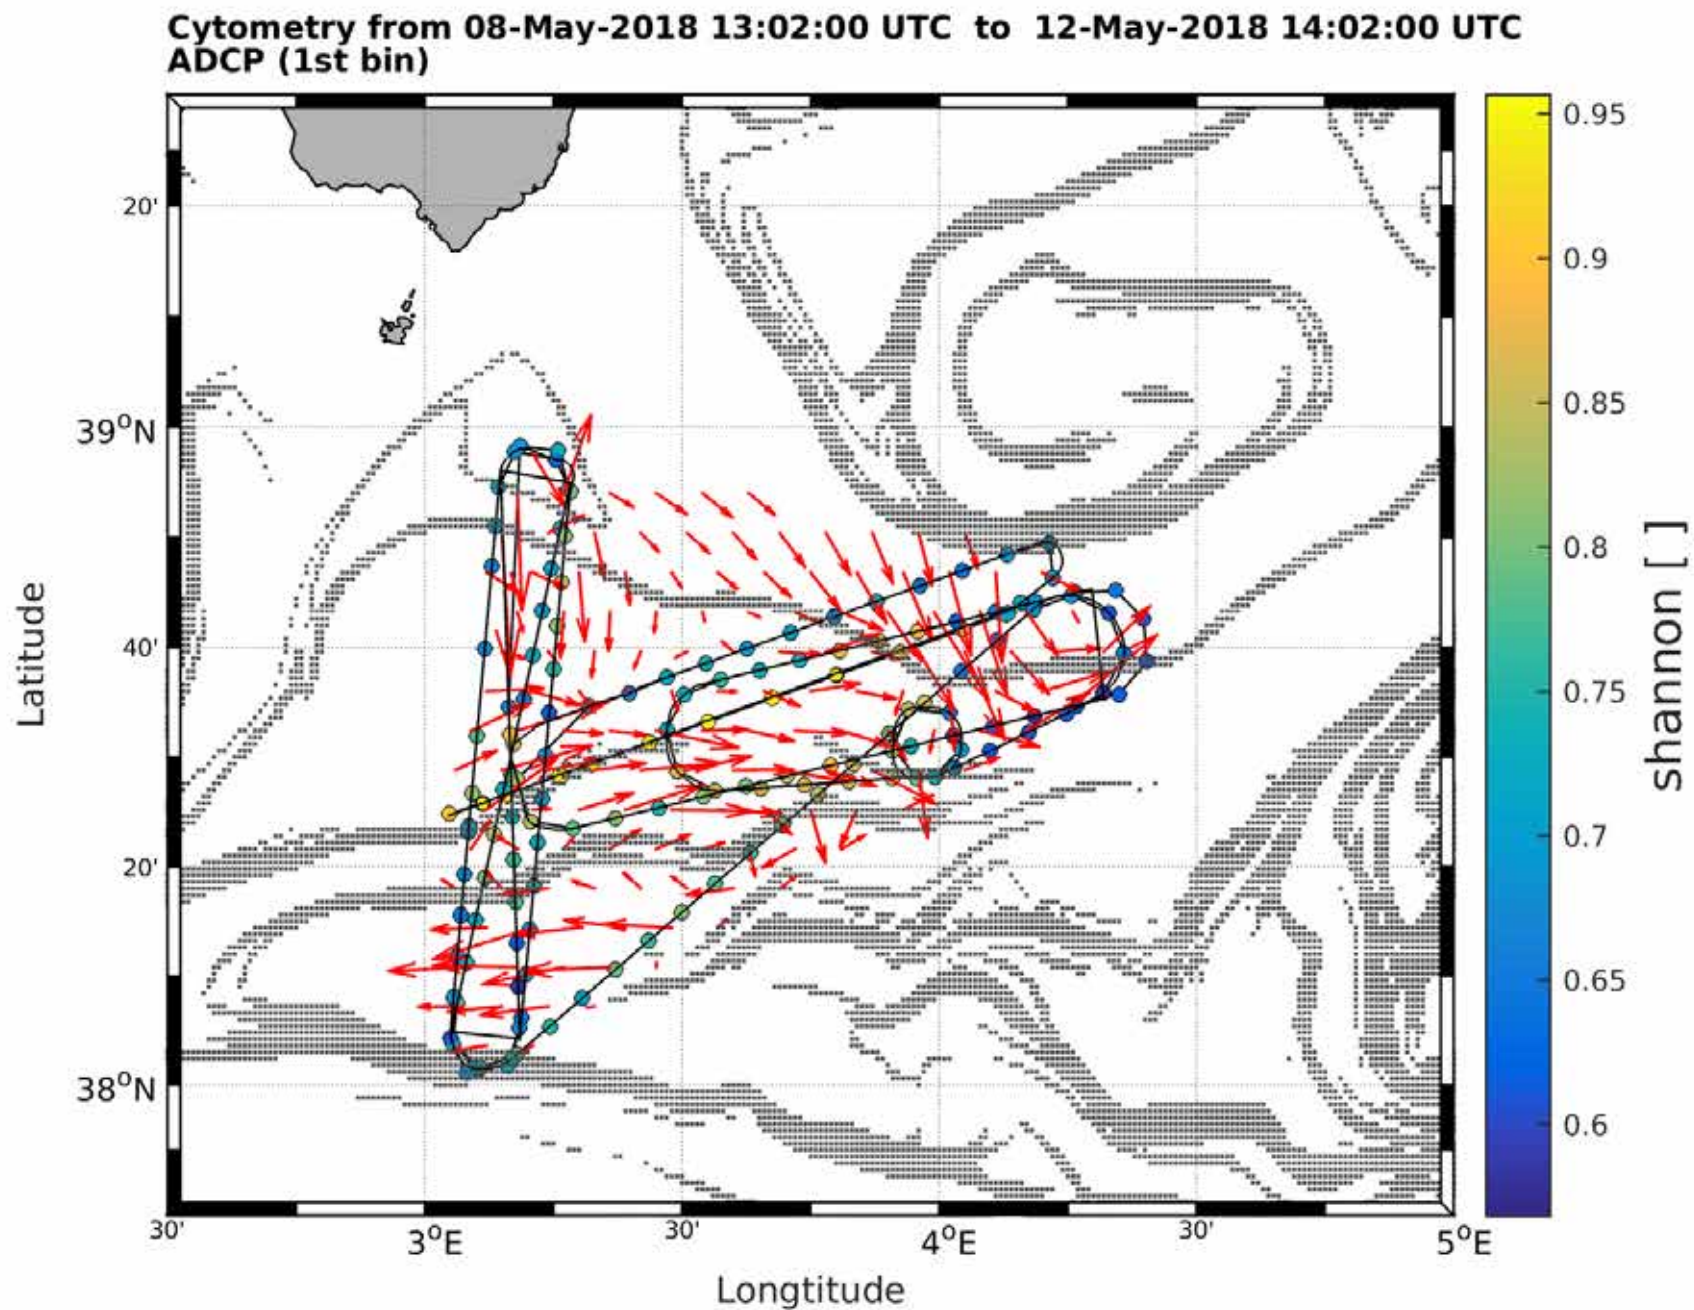 Cytometry from 08-May-2018 13:02:00 UTC  to  12-May-2018 14:02:00 UTC
ADCP (1st bin)
20'
39°N
40'
20'
38°N
Latitude
30'
3°E
30'
4°E
30'
5°E
Longtitude
0.95
0.9
0.85
0.8
0.75
0.7
0.65
0.6
shannon [ ]